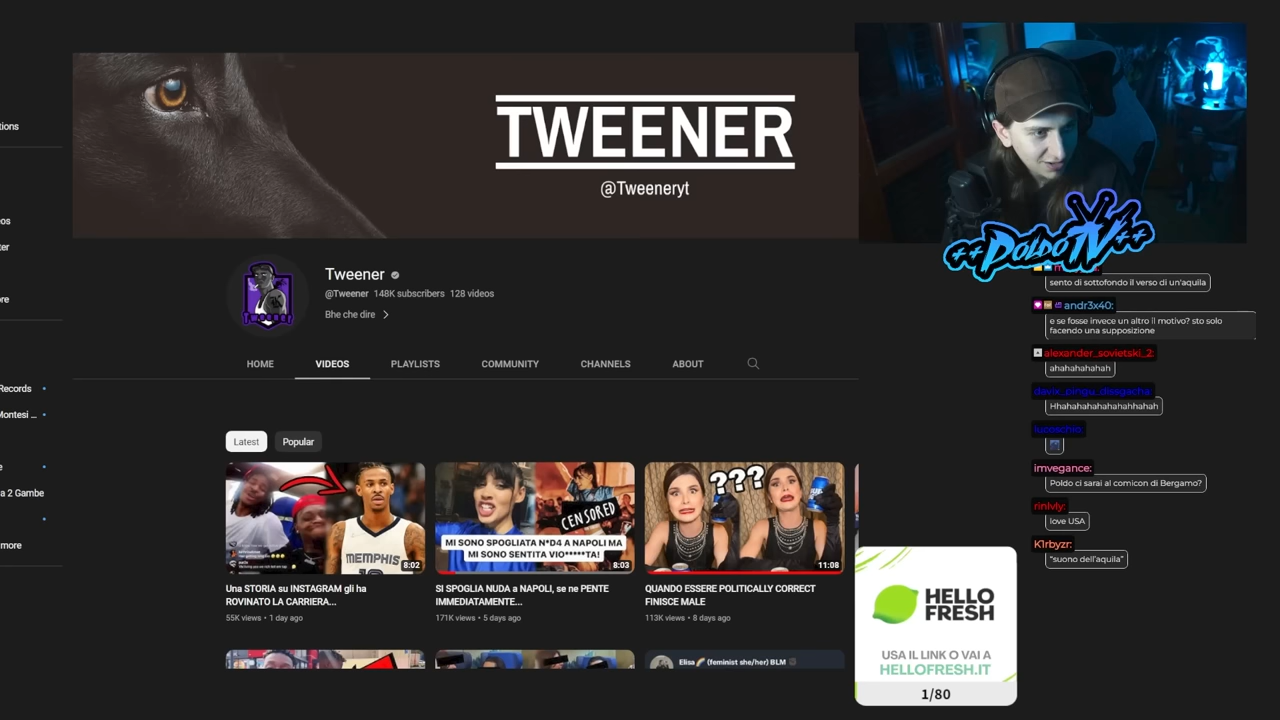 tions
TWEENER
@Tweeneryt
os
ter
ore
Tweener
@Tweener 148K subscribers 128 videos
Bhe che dire
HOME VIDEOS PLAYLISTS COMMUNITY CHANNELS ABOUT
Records
Montesi ...
e
a 2 Gambe
more
Latest Popular
MEMPHIS
8:02
CENSORED
MI SONO SPOGLIATA N*D4 A NAPOLI MA
MI SONO SENTITA VIO*****TA!
8:03
???
11:08
Una STORIA su INSTAGRAM gli ha
ROVINATO LA CARRIERA...
55K views • 1 day ago
SI SPOGLIA NUDA a NAPOLI, se ne PENTE
IMMEDIATAMENTE...
171K views • 5 days ago
QUANDO ESSERE POLITICALLY CORRECT
FINISCE MALE
113K views • 8 days ago
Elisa (feminist she/her) BLM
++POLDOTV++
sento di sottofondo il verso di un'aquila
andr3x40:
e se fosse invece un altro il motivo? sto solo
facendo una supposizione
alexander_sovietski_2:
ahahahahah
Hhahahahahahahahhahah
lucoschio:
imvegance:
Poldo ci sarai al comicon di Bergamo?
rinlvly:
love USA
K1rbyzr:
"suono dell'aquila"
HELLO
FRESH
USA IL LINK O VAI A
HELLOFRESH.IT
1/80